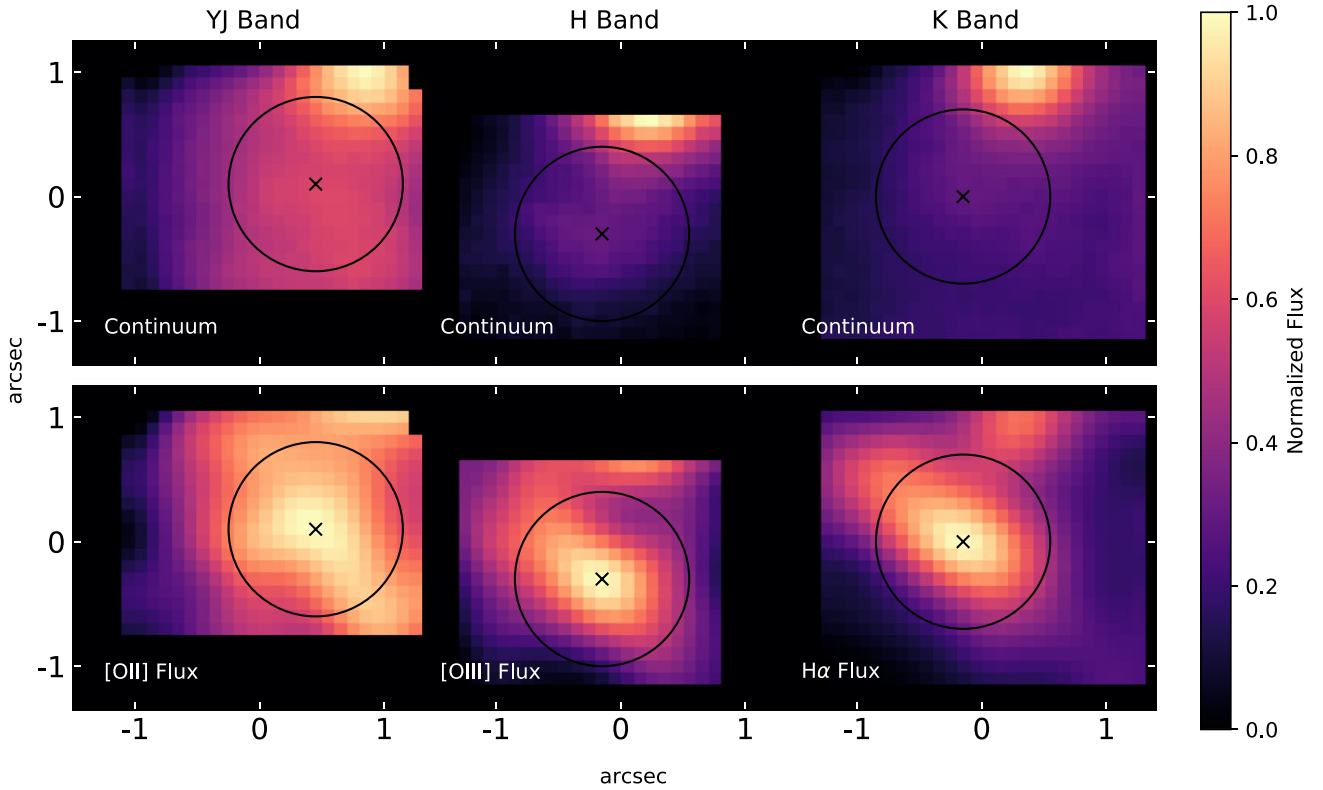 YJ Band
H Band
K Band
1
0
-1
Continuum
Continuum
Continuum
arcsec
1
0
-1
[OII] Flux
[OIII] Flux
Hα Flux
-1 0 1
-1 0 1
-1 0 1
arcsec
1.0
0.8
0.6
0.4
0.2
0.0
Normalized Flux